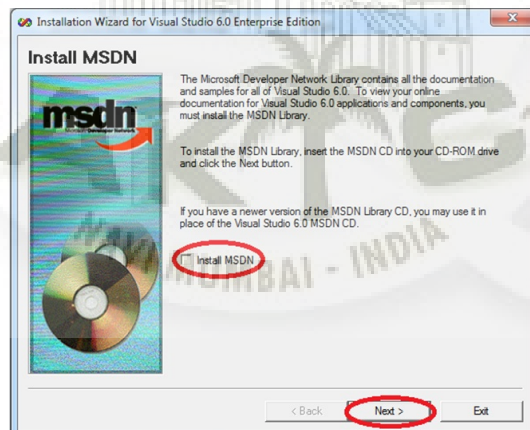 Installation Wizard for Visual Studio 6.0 Enterprise Edition
Install MSDN
msdn
Microsoft Developer Network
The Microsoft Developer Network Library contains all the documentation
and samples for all of Visual Studio 6.0. To view your online
documentation for Visual Studio 6.0 applications and components, you
must install the MSDN Library.
To install the MSDN Library, insert the MSDN CD into your CD-ROM drive
and click the Next button.
If you have a newer version of the MSDN Library CD, you may use it in
place of the Visual Studio 6.0 MSDN CD.
Install MSDN
MUMBAI - INDIA
< Back
Next >
Exit